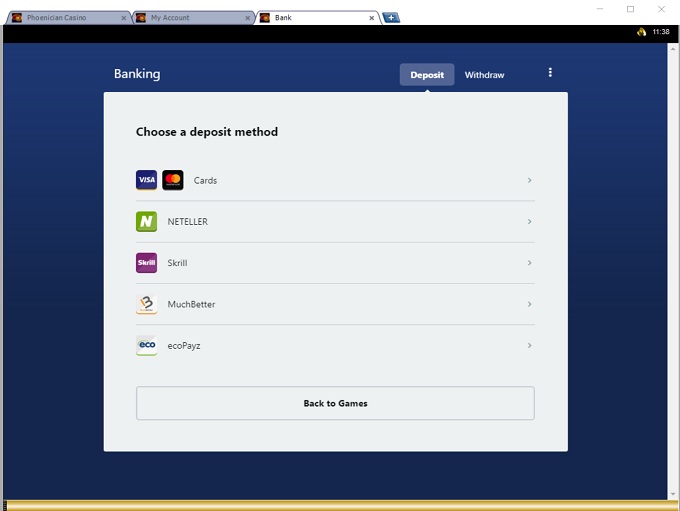 Phoenician Casino
My Account
Bank
11:38
Banking
Deposit
Withdraw
Choose a deposit method
VISA
Cards
N
NETELLER
Skrill
Skrill
MuchBetter
eco
ecoPayz
Back to Games